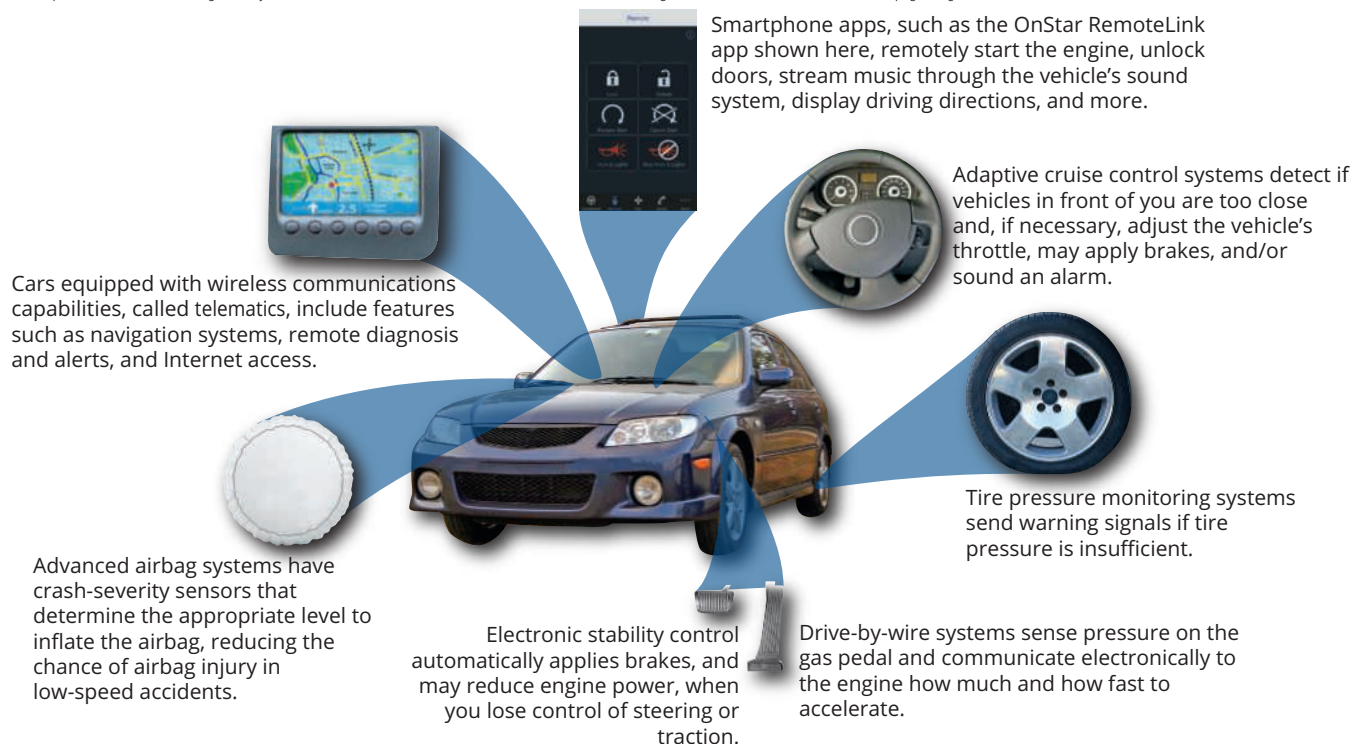 Smartphone apps, such as the OnStar RemoteLink
app shown here, remotely start the engine, unlock
doors, stream music through the vehicle's sound
system, display driving directions, and more.
Adaptive cruise control systems detect if
vehicles in front of you are too close
and, if necessary, adjust the vehicle's
throttle, may apply brakes, and/or
sound an alarm.
Cars equipped with wireless communications
capabilities, called telematics, include features
such as navigation systems, remote diagnosis
and alerts, and Internet access.
Tire pressure monitoring systems
send warning signals if tire
pressure is insufficient.
Advanced airbag systems have
crash-severity sensors that
determine the appropriate level to
inflate the airbag, reducing the
chance of airbag injury in
low-speed accidents.
Electronic stability control
automatically applies brakes, and
may reduce engine power, when
you lose control of steering or
traction.
Drive-by-wire systems sense pressure on the
gas pedal and communicate electronically to
the engine how much and how fast to
accelerate.